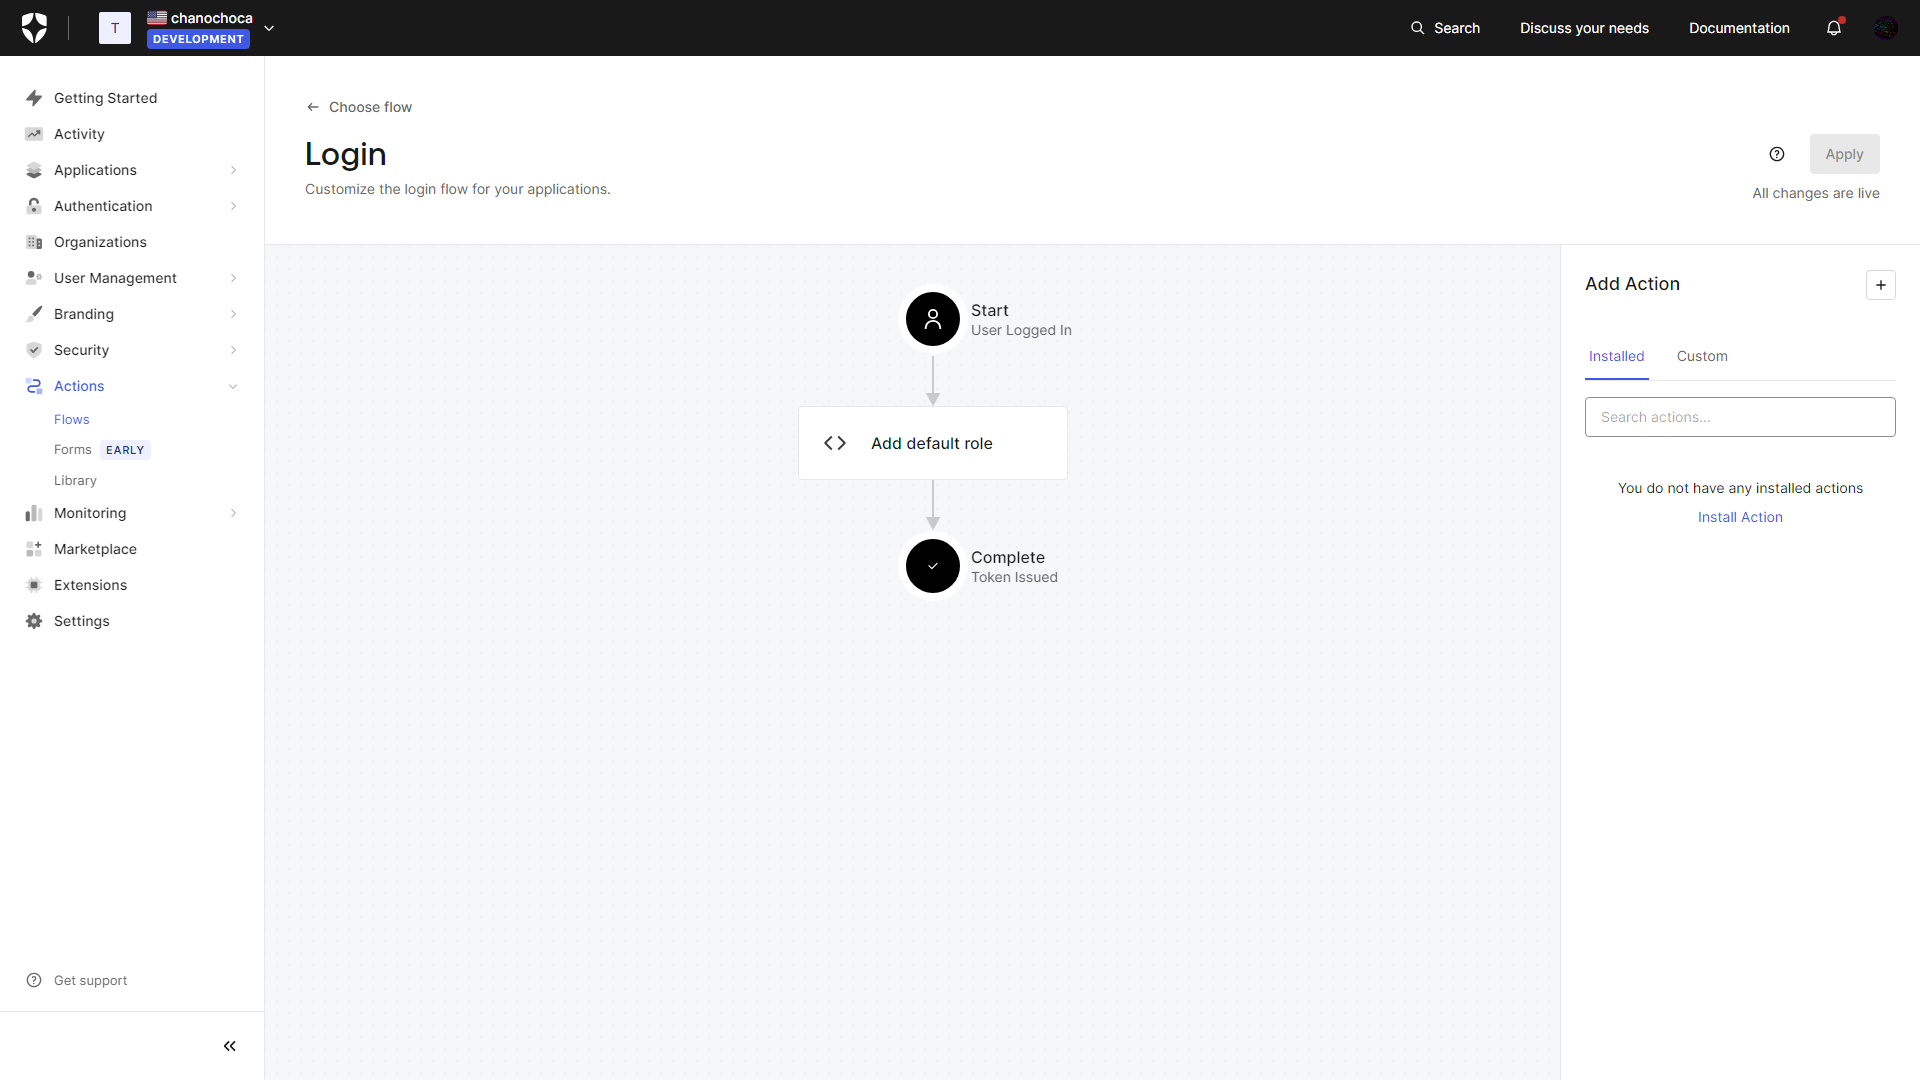 T
chanochoca
DEVELOPMENT
Search
Discuss your needs
Documentation
Getting Started
Activity
Applications
Authentication
Organizations
User Management
Branding
Security
Actions
Flows
Forms EARLY
Library
Monitoring
Marketplace
Extensions
Settings
Get support
Choose flow
Login
Customize the login flow for your applications.
Apply
All changes are live
Start
User Logged In
Add default role
Complete
Token Issued
Add Action
Installed
Custom
Search actions...
You do not have any installed actions
Install Action